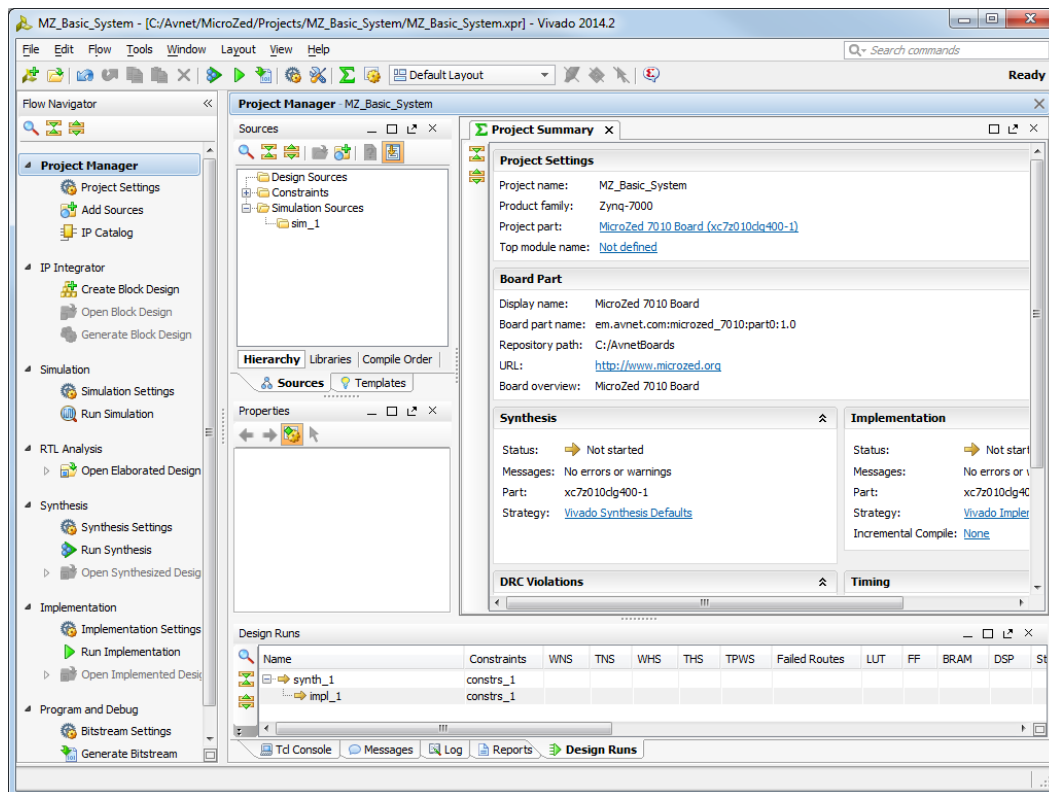 MZ_Basic_System - [C:/Avnet/MicroZed/Projects/MZ_Basic_System/MZ_Basic_System.xpr] - Vivado 2014.2
File Edit Flow Tools Window Layout View Help
Search commands
Default Layout
Ready
Flow Navigator
Project Manager
Project Settings
Add Sources
IP Catalog
IP Integrator
Create Block Design
Open Block Design
Generate Block Design
Simulation
Simulation Settings
Run Simulation
RTL Analysis
Open Elaborated Design
Synthesis
Synthesis Settings
Run Synthesis
Open Synthesized Desig
Implementation
Implementation Settings
Run Implementation
Open Implemented Desig
Program and Debug
Bitstream Settings
Generate Bitstream
Project Manager - MZ_Basic_System
Sources
Design Sources
Constraints
Simulation Sources
sim_1
Hierarchy Libraries Compile Order
Sources Templates
Properties
Project Summary
Project Settings
Project name: MZ_Basic_System
Product family: Zynq-7000
Project part: MicroZed 7010 Board (xc7z010clg400-1)
Top module name: Not defined
Board Part
Display name: MicroZed 7010 Board
Board part name: em.avnet.com:microzed_7010:part0:1.0
Repository path: C:/AvnetBoards
URL: http://www.microzed.org
Board overview: MicroZed 7010 Board
Synthesis
Status: Not started
Messages: No errors or warnings
Part: xc7z010clg400-1
Strategy: Vivado Synthesis Defaults
Implementation
Status: Not start
Messages: No errors or
Part: xc7z010clg40
Strategy: Vivado Implem
Incremental Compile: None
DRC Violations
Timing
Design Runs
Name Constraints WNS TNS WHS THS TPWS Failed Routes LUT FF BRAM DSP St
synth_1 constrs_1
impl_1 constrs_1
Tcl Console Messages Log Reports Design Runs